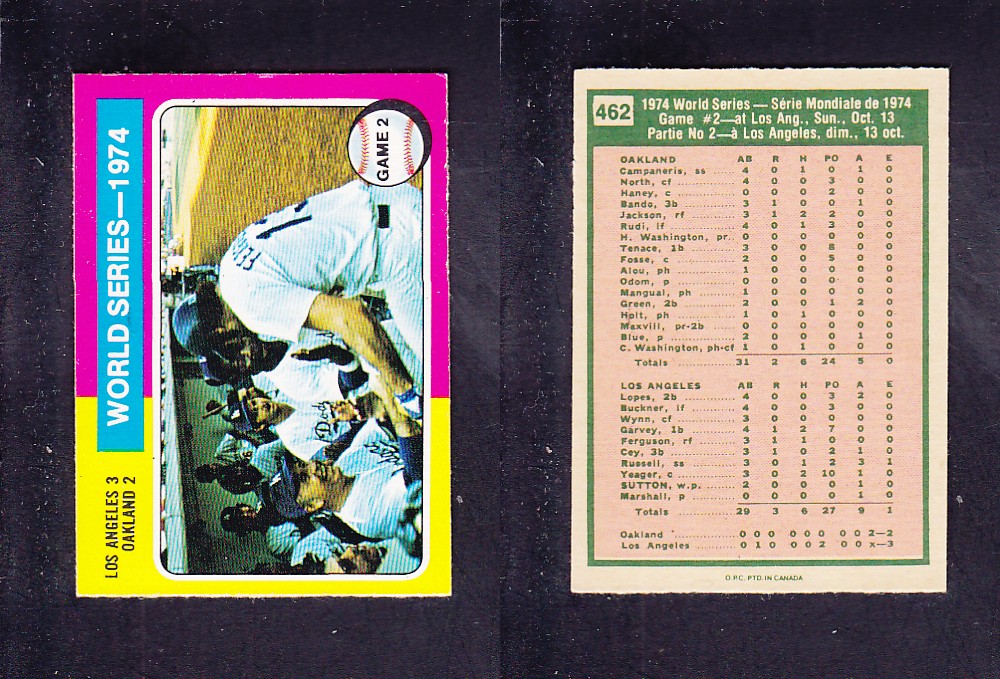 WORLD SERIES—1974
LOS ANGELES 3
OAKLAND 2
GAME 2
462
1974 World Series — Série Mondiale de 1974
Game #2—at Los Ang., Sun., Oct. 13
Partie No 2—à Los Angeles, dim., 13 oct.
OAKLAND AB R H PO A E
Campaneris, ss 4 0 1 0 1 0
North, cf 4 0 0 3 0 0
Haney, c 0 0 0 2 0 0
Bando, 3b 3 1 0 0 1 0
Jackson, rf 3 1 2 2 0 0
Rudi, lf 4 0 1 3 0 0
H. Washington, pr.. 0 0 0 0 0 0
Tenace, 1b 3 0 0 8 0 0
Fosse, c 2 0 0 5 0 0
Alou, ph 1 0 0 0 0 0
Odom, p 0 0 0 0 0 0
Mangual, ph 1 0 0 0 0 0
Green, 2b 2 0 0 1 2 0
Holt, ph 1 0 1 0 0 0
Maxvill, pr-2b 0 0 0 0 0 0
Blue, p 2 0 0 0 1 0
C. Washington, ph-cf 1 0 1 0 0 0
Totals 31 2 6 24 5 0
LOS ANGELES AB R H PO A E
Lopes, 2b 4 0 0 3 2 0
Buckner, lf 4 0 0 3 0 0
Wynn, cf 3 0 0 0 0 0
Garvey, 1b 4 1 2 7 0 0
Ferguson, rf 3 1 1 0 0 0
Cey, 3b 3 1 0 2 1 0
Russell, ss 3 0 1 2 3 1
Yeager, c 3 0 2 10 1 0
SUTTON, w.p. 2 0 0 0 1 0
Marshall, p 0 0 0 0 1 0
Totals 29 3 6 27 9 1
Oakland 0 0 0 0 0 0 0 0 2—2
Los Angeles 0 1 0 0 0 2 0 0 x—3
O.P.C. PTD. IN CANADA